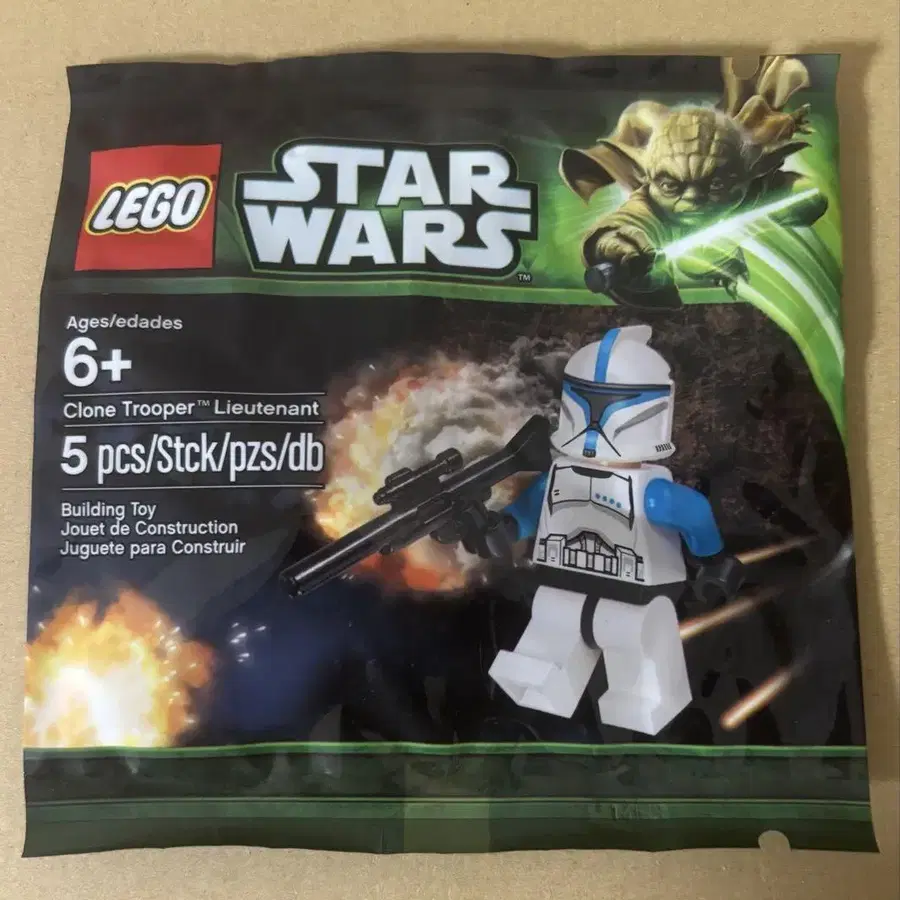 LEGO
STAR
WARS
TM
Ages/edades
6+
Clone Trooper™ Lieutenant
5 pcs/Stck/pzs/db
Building Toy
Jouet de Construction
Juguete para Construir